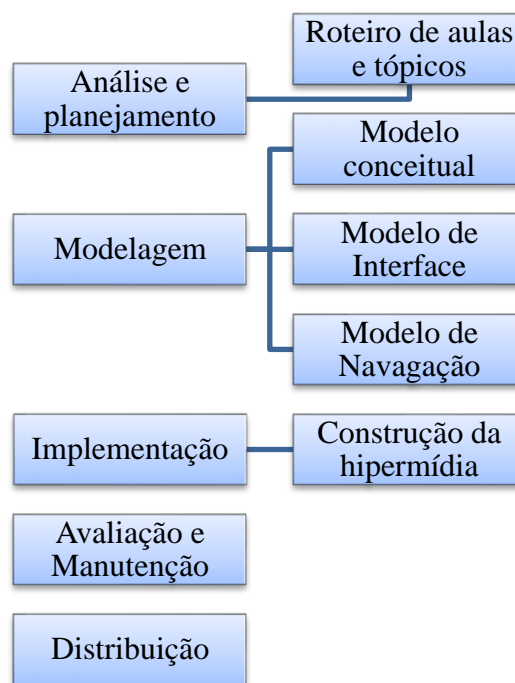 Roteiro de aulas
e tópicos
Análise e
planejamento
Modelo
conceitual
Modelagem
Modelo de
Interface
Modelo de
Navagação
Implementação
Construção da
hipermídia
Avaliação e
Manutenção
Distribuição